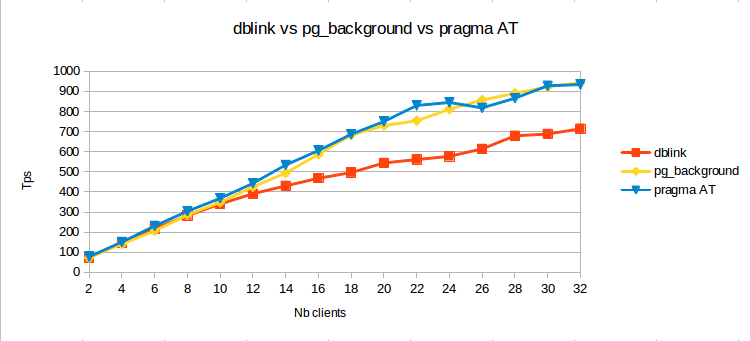 dblink vs pg_background vs pragma AT
1000
900
800
700
600
500
400
300
200
100
0
Tps
2 4 6 8 10 12 14 16 18 20 22 24 26 28 30 32
Nb clients
dblink
pg_background
pragma AT